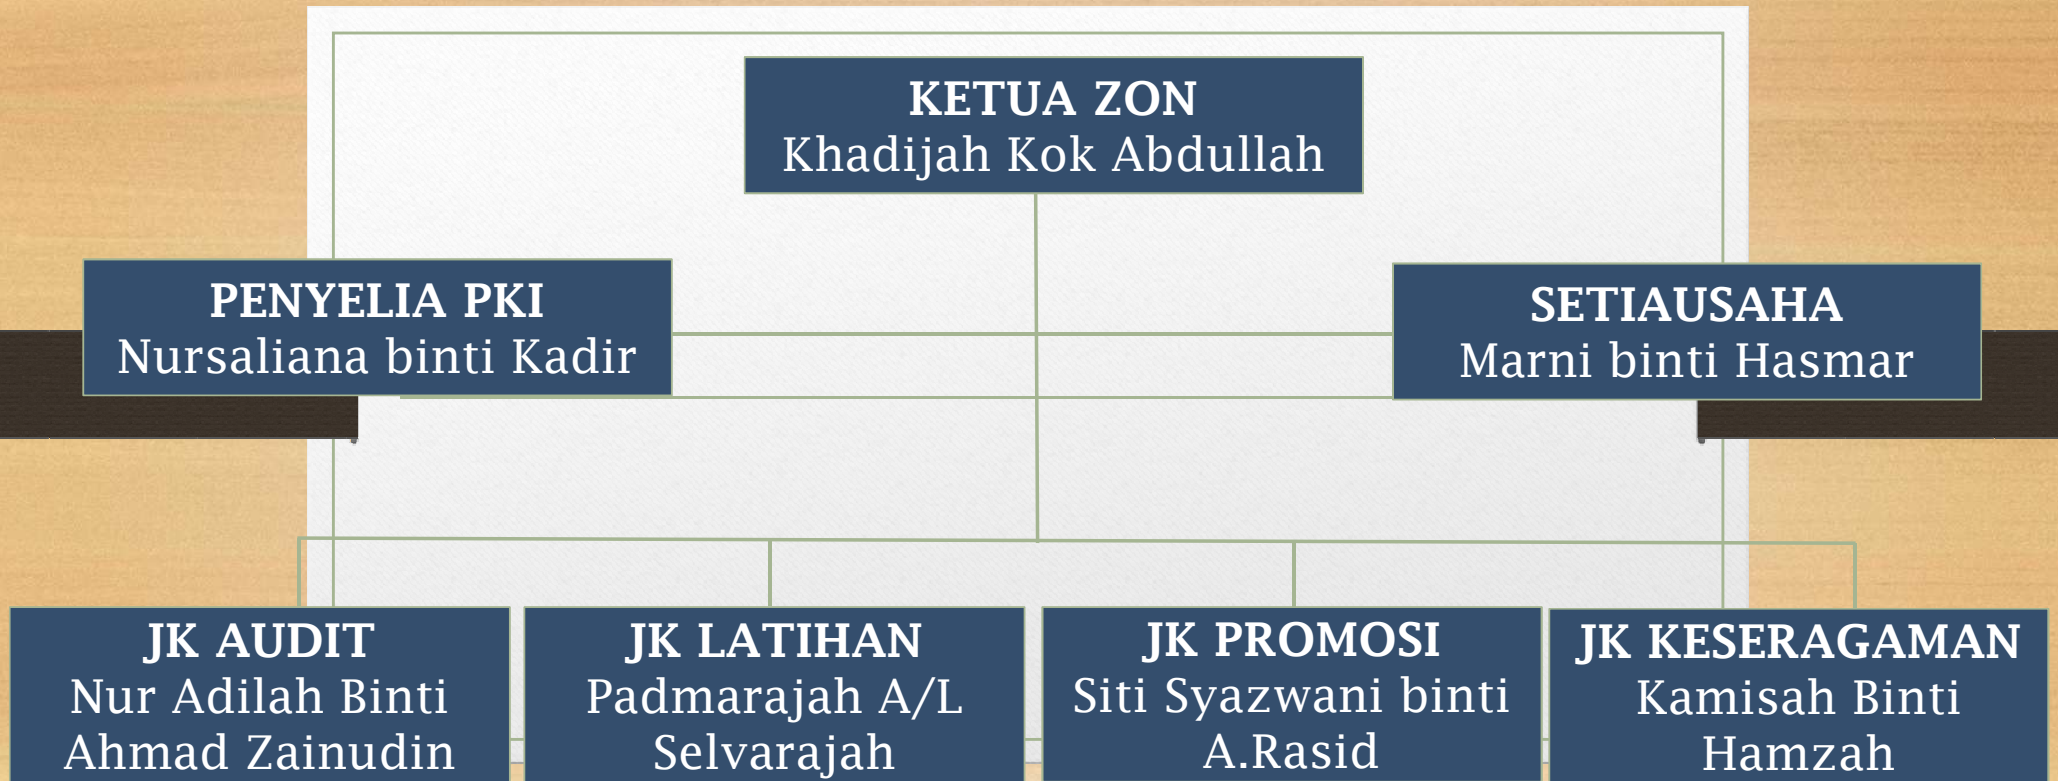 KETUA ZON
Khadijah Kok Abdullah
PENYELIA PKI
Nursaliana binti Kadir
SETIAUSAHA
Marni binti Hasmar
JK AUDIT
Nur Adilah Binti
Ahmad Zainudin
JK LATIHAN
Padmarajah A/L
Selvarajah
JK PROMOSI
Siti Syazwani binti
A.Rasid
JK KESERAGAMAN
Kamisah Binti
Hamzah